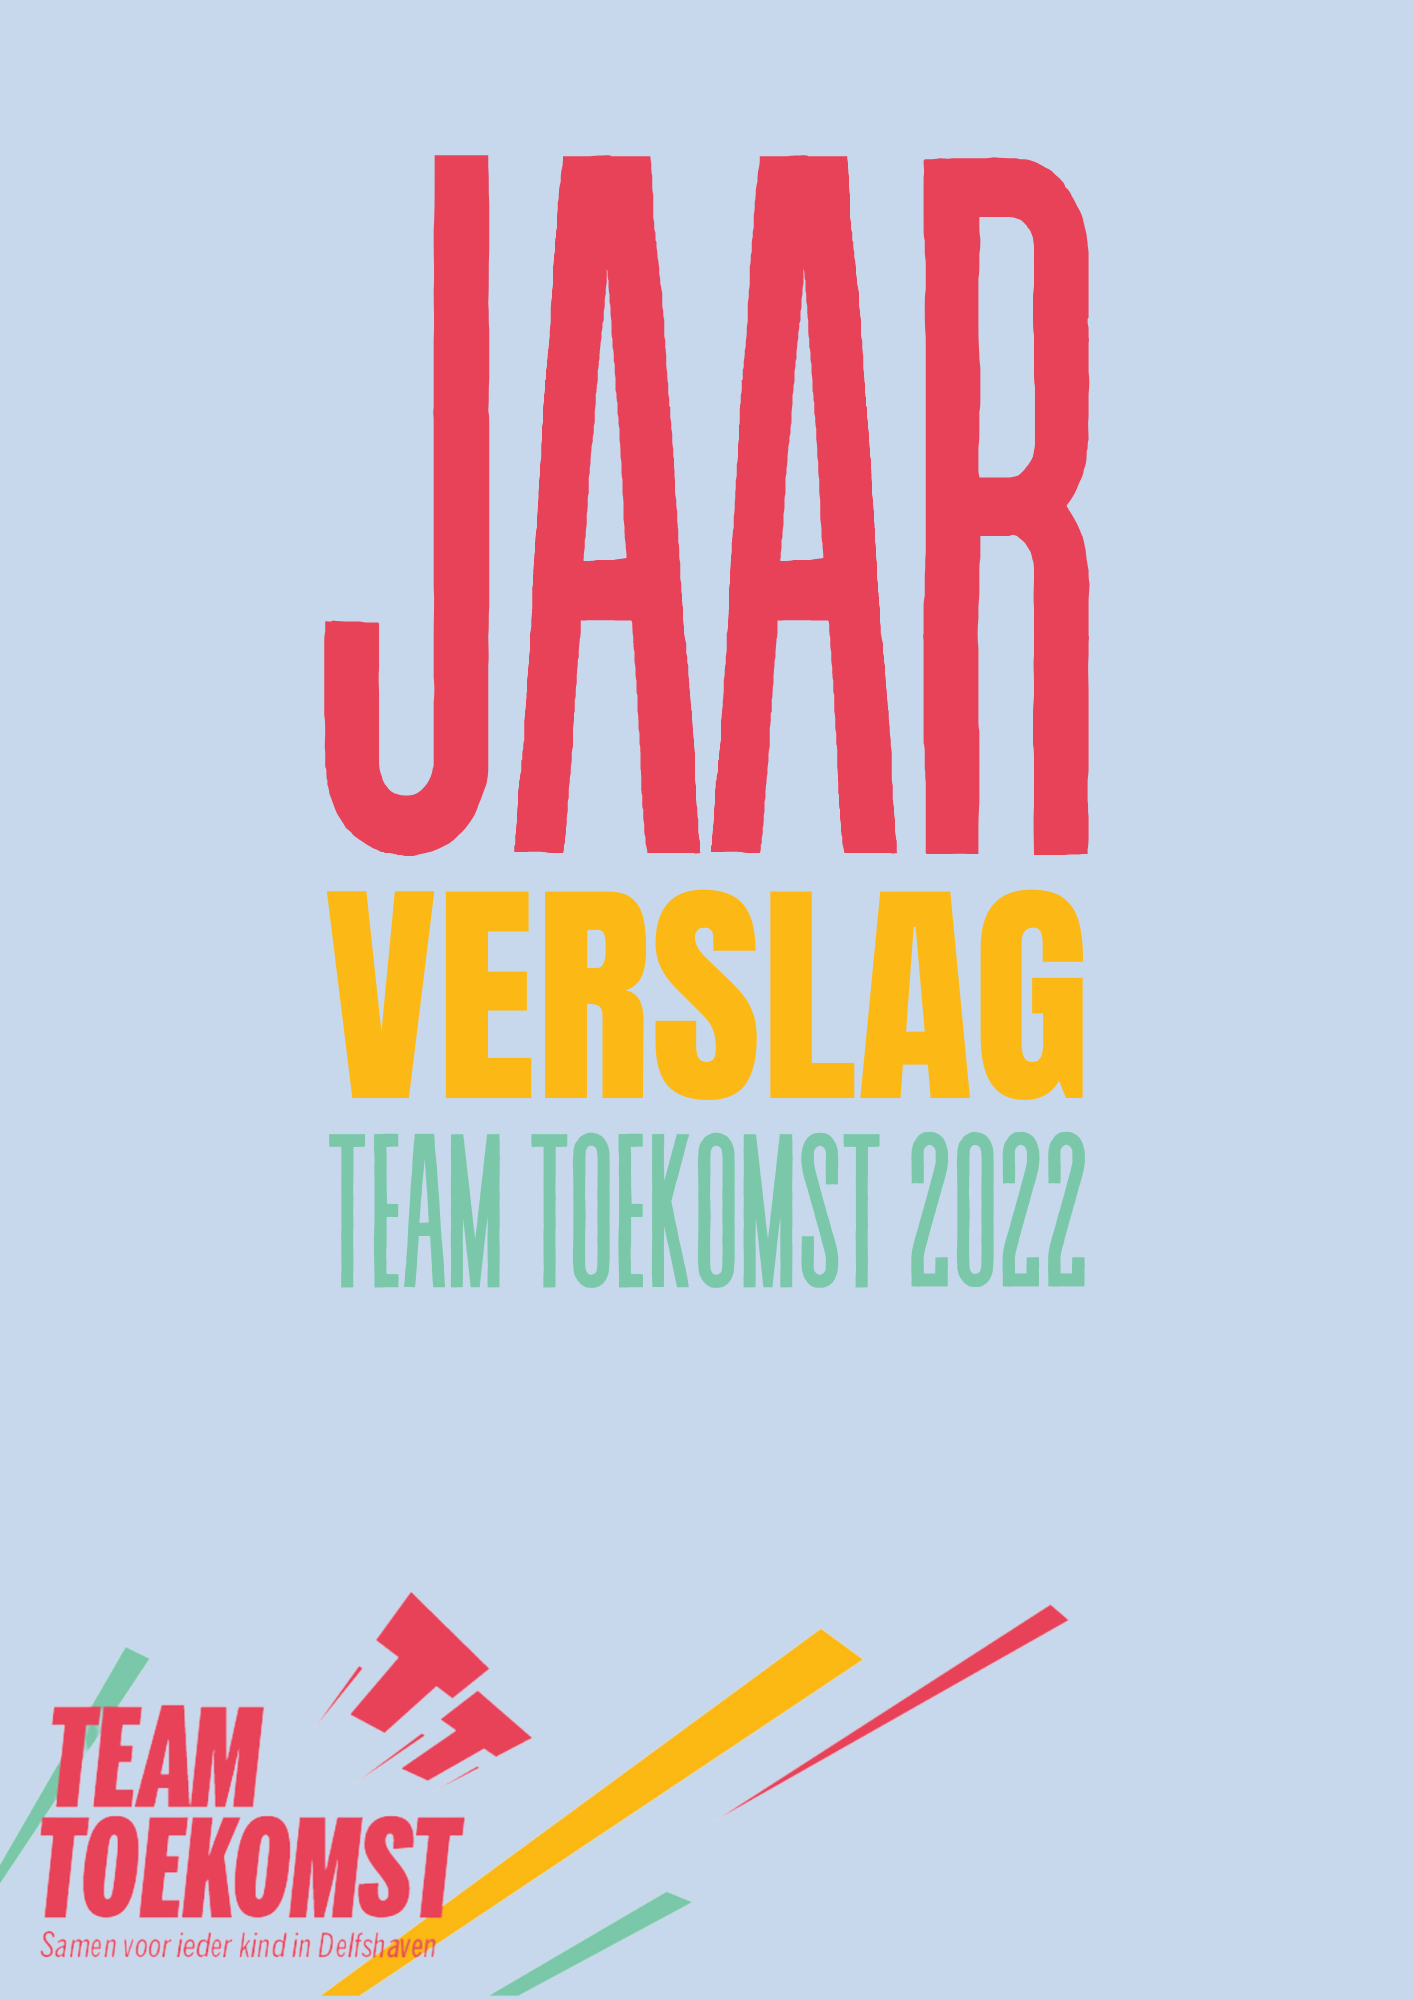 JAAR
VERSLAG
TEAM TOEKOMST 2022
TEAM
TOEKOMST
Samen voor ieder kind in Delfshaven